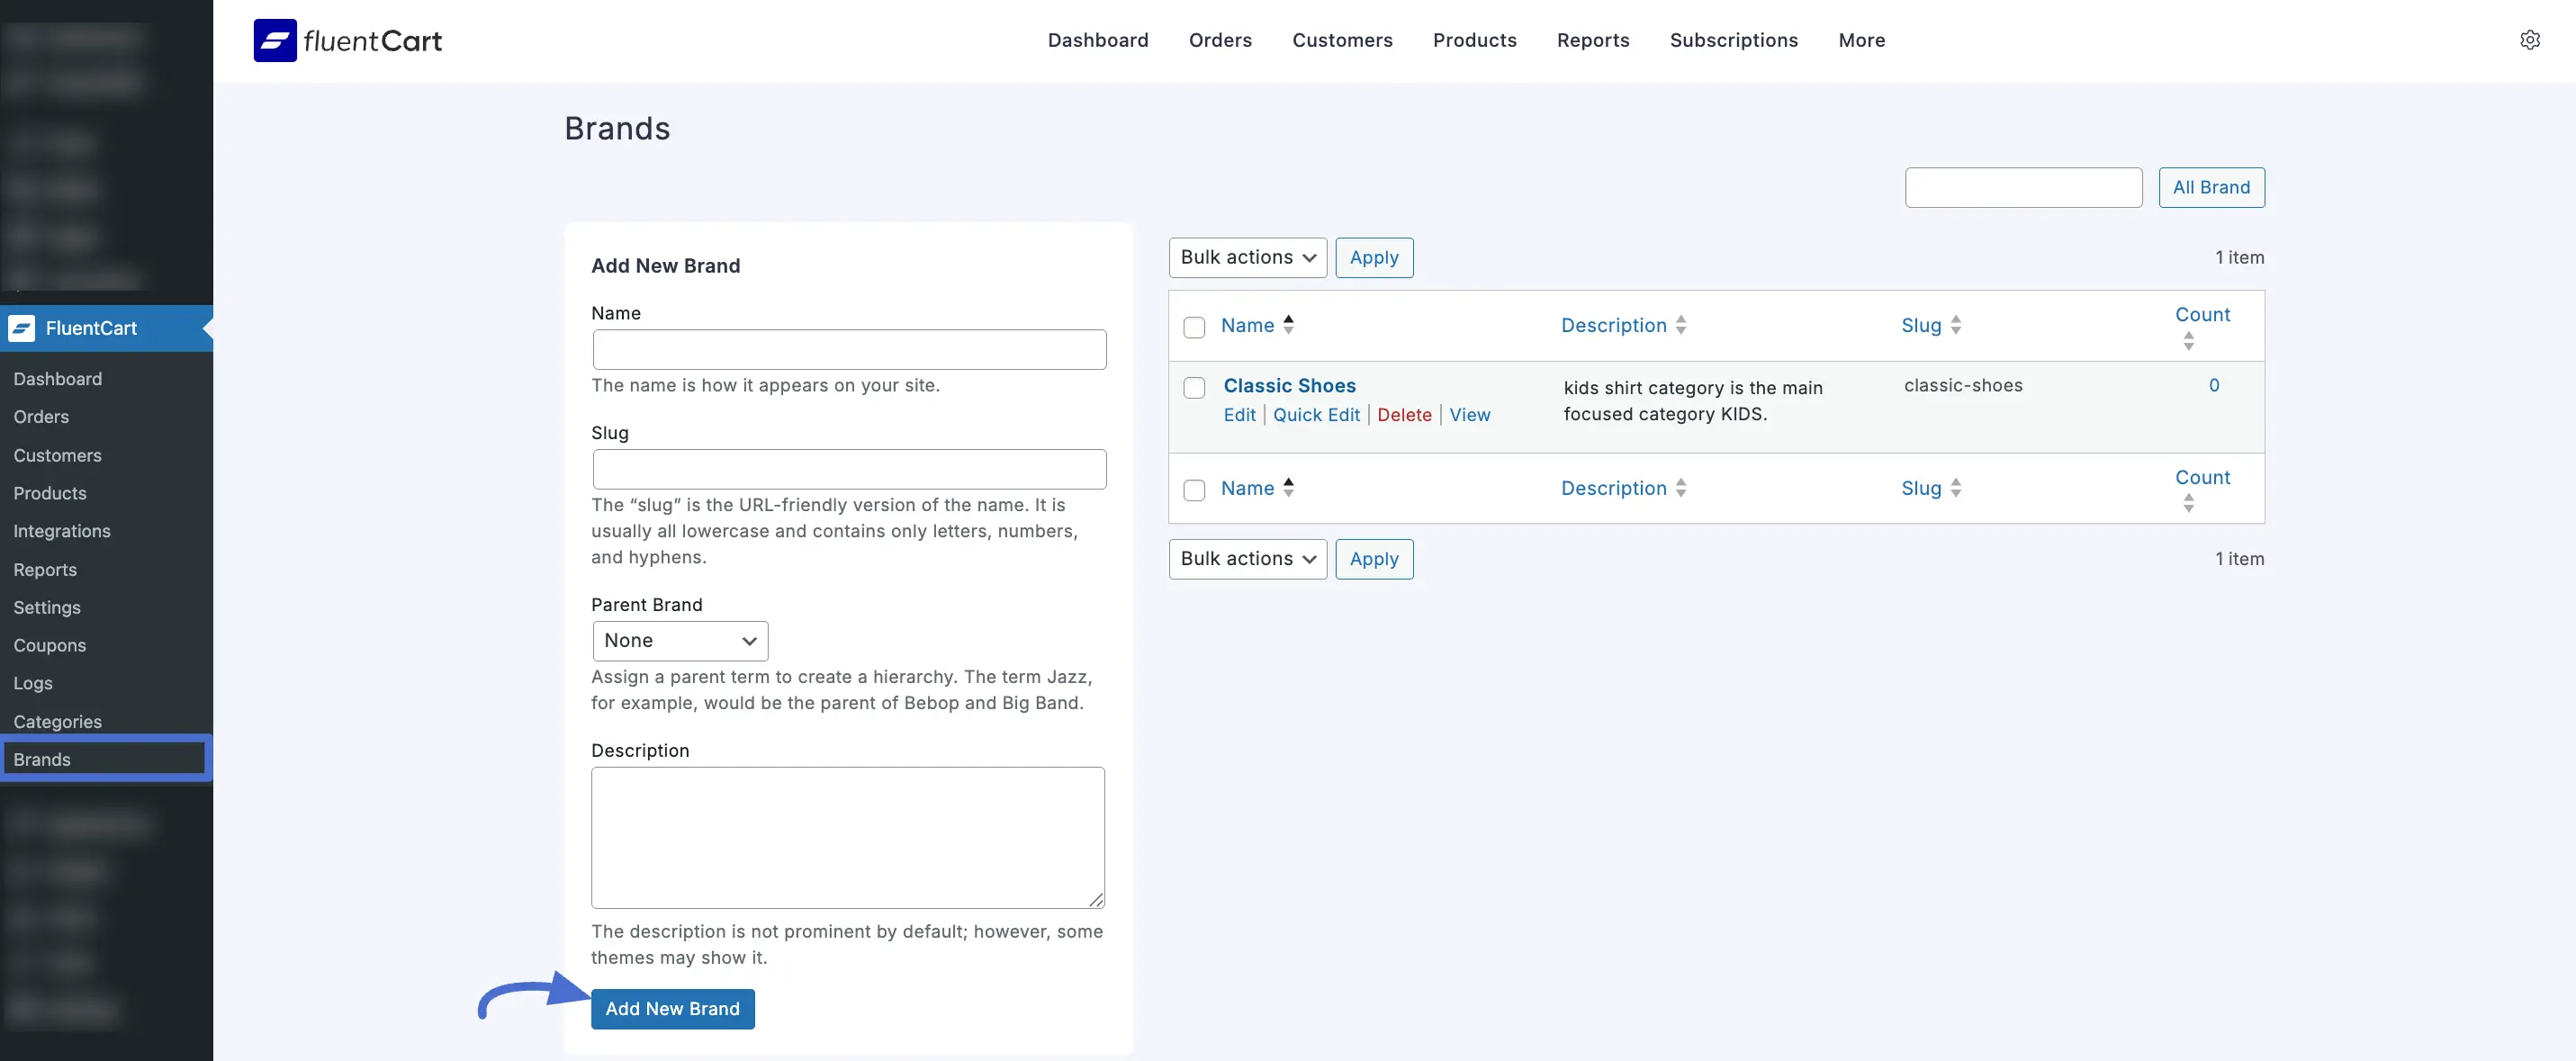 fluentCart
Dashboard Orders Customers Products Reports Subscriptions More
FluentCart
Dashboard
Orders
Customers
Products
Integrations
Reports
Settings
Coupons
Logs
Categories
Brands
Brands
All Brand
Add New Brand
Name
The name is how it appears on your site.
Slug
The “slug” is the URL-friendly version of the name. It is
usually all lowercase and contains only letters, numbers,
and hyphens.
Parent Brand
None
Assign a parent term to create a hierarchy. The term Jazz,
for example, would be the parent of Bebop and Big Band.
Description
The description is not prominent by default; however, some
themes may show it.
Add New Brand
Bulk actions Apply 1 item
Name Description Slug Count
Classic Shoes
Edit | Quick Edit | Delete | View
kids shirt category is the main
focused category KIDS.
classic-shoes
0
Name Description Slug Count
Bulk actions Apply 1 item